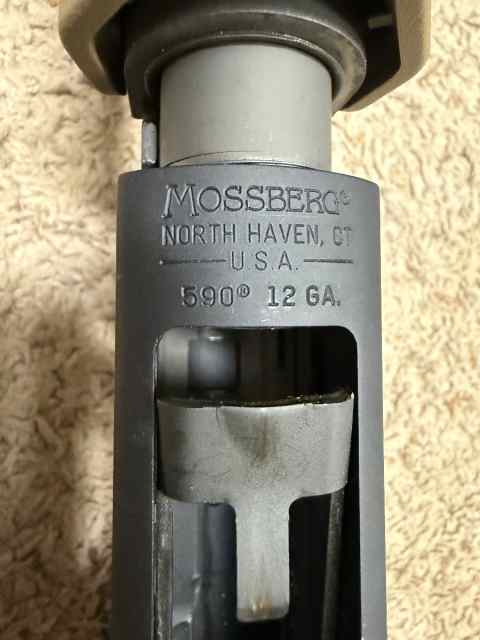 MOSSBERG®
NORTH HAVEN, CT
U.S.A.
590® 12 GA.